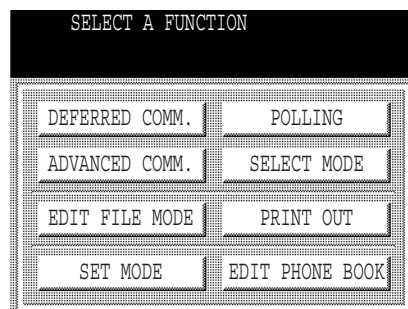 SELECT A FUNCTION
DEFERRED COMM. POLLING
ADVANCED COMM. SELECT MODE
EDIT FILE MODE PRINT OUT
SET MODE EDIT PHONE BOOK